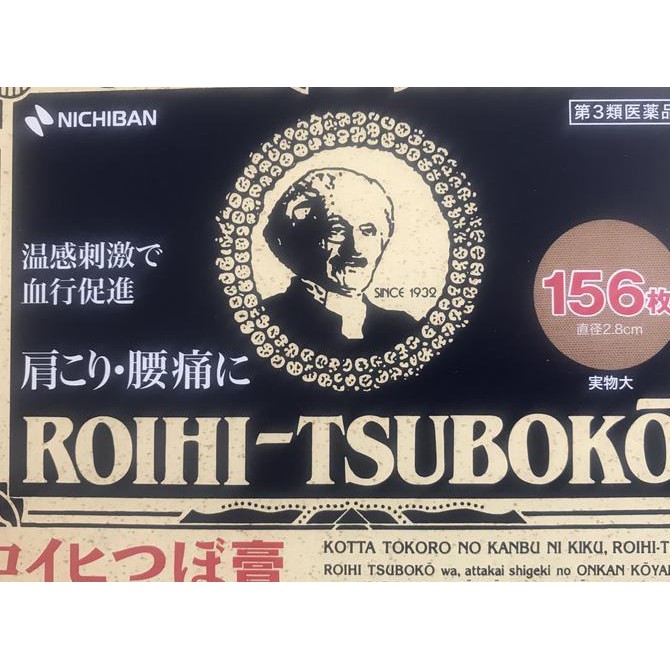 NICHIBAN
第3類医薬品
温感刺激で
血行促進
SINCE 1932
156枚
直径2.8cm
実物大
肩こり・腰痛に
ROIHI-TSUBOKŌ
ロイヒつぼ膏
KOTTA TOKORO NO KANBU NI KIKU, ROIHI-T
ROIHI TSUBOKŌ wa, attakai shigeki no ONKAN KŌYA